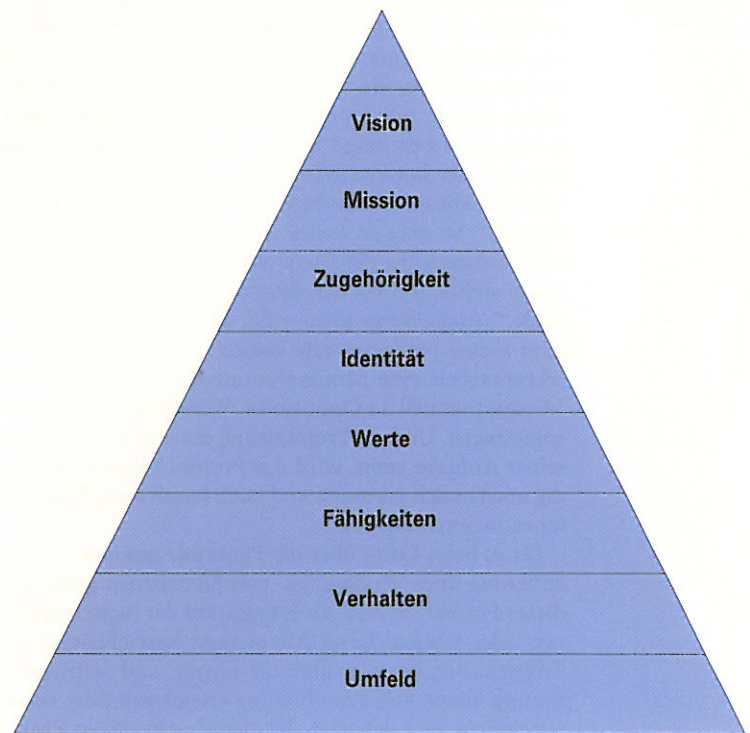 Vision
Mission
Zugehörigkeit
Identität
Werte
Fähigkeiten
Verhalten
Umfeld